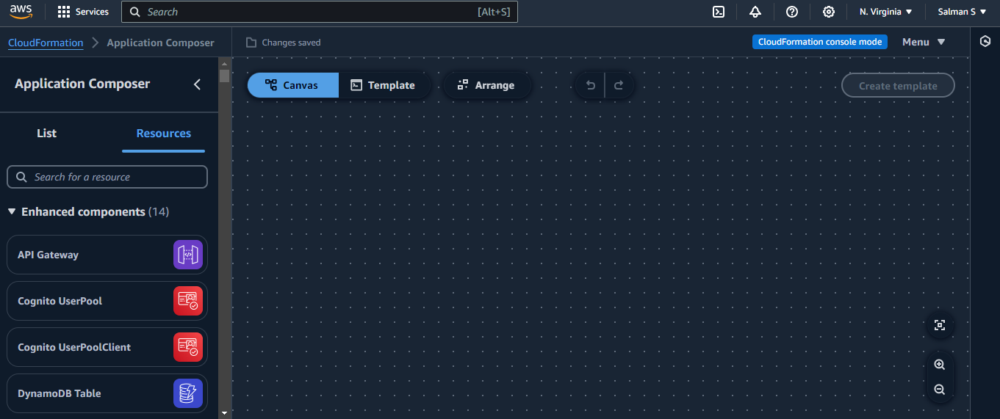 aws Services Search [Alt+S] N. Virginia Salman S
CloudFormation Application Composer Changes saved CloudFormation console mode Menu
Application Composer Canvas Template Arrange Create template
List Resources
Search for a resource
Enhanced components (14)
API Gateway
Cognito UserPool
Cognito UserPoolClient
DynamoDB Table